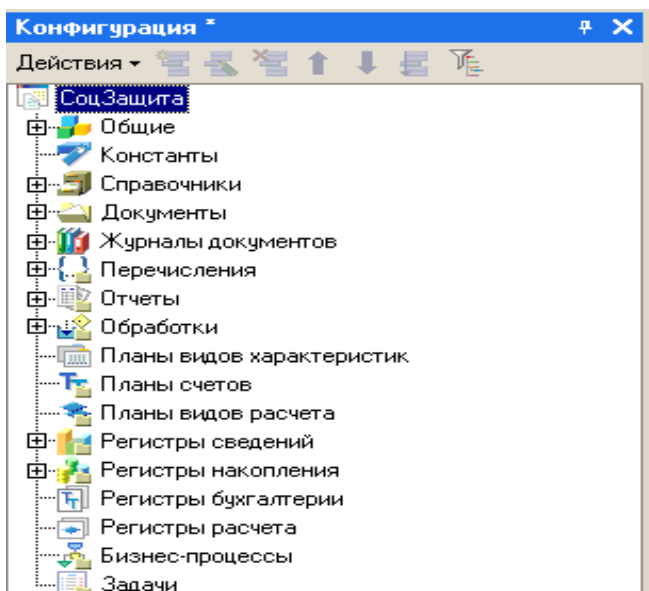 Конфигурация *
Действия
СоцЗащита
Общие
Константы
Справочники
Документы
Журналы документов
Перечисления
Отчеты
Обработки
Планы видов характеристик
Планы счетов
Планы видов расчета
Регистры сведений
Регистры накопления
Регистры бухгалтерии
Регистры расчета
Бизнес-процессы
Задачи